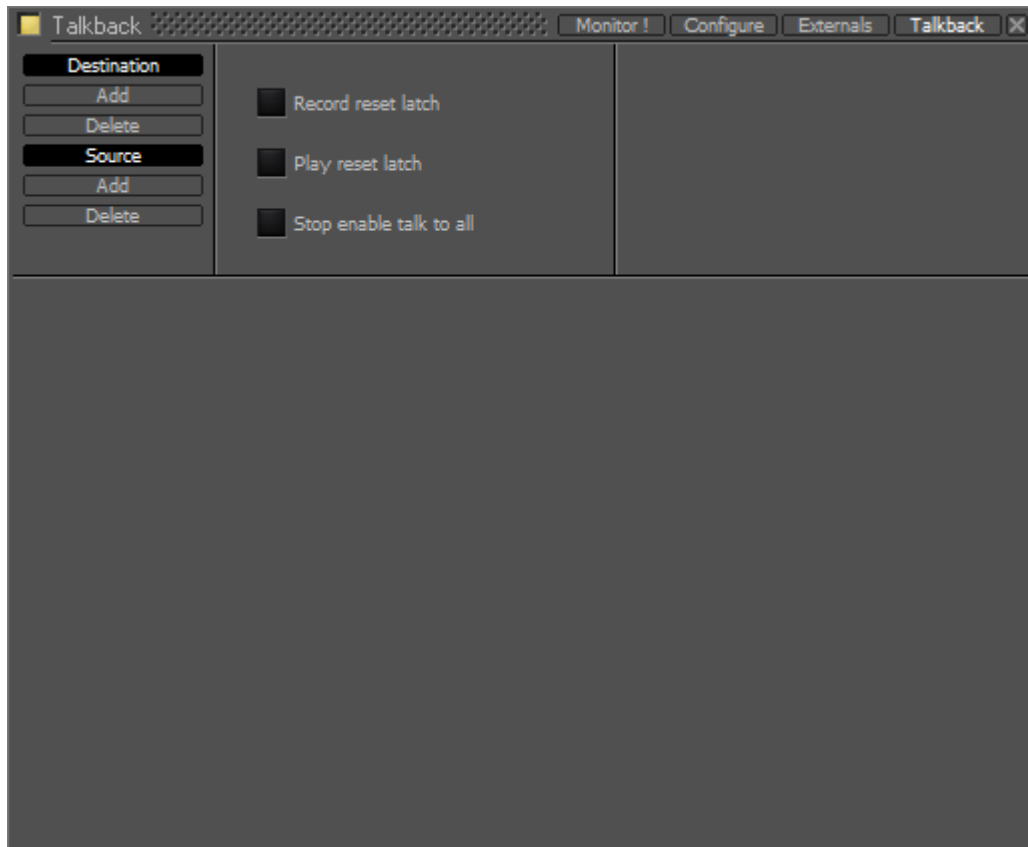 Talkback Monitor ! Configure Externals Talkback X
Destination
Add
Delete
Source
Add
Delete
Record reset latch
Play reset latch
Stop enable talk to all